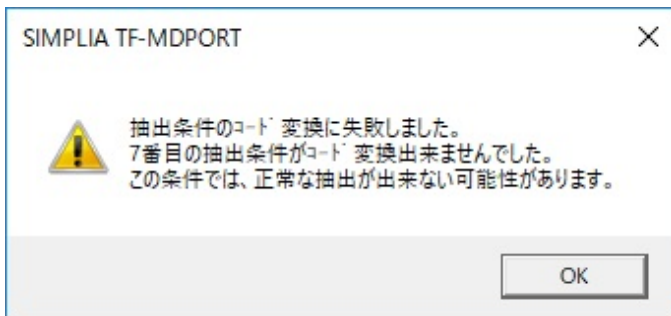 SIMPLIA TF-MDPORT
抽出条件のｺｰﾄﾞ変換に失敗しました。
7番目の抽出条件がｺｰﾄﾞ変換出来ませんでした。
この条件では、正常な抽出が出来ない可能性があります。
OK